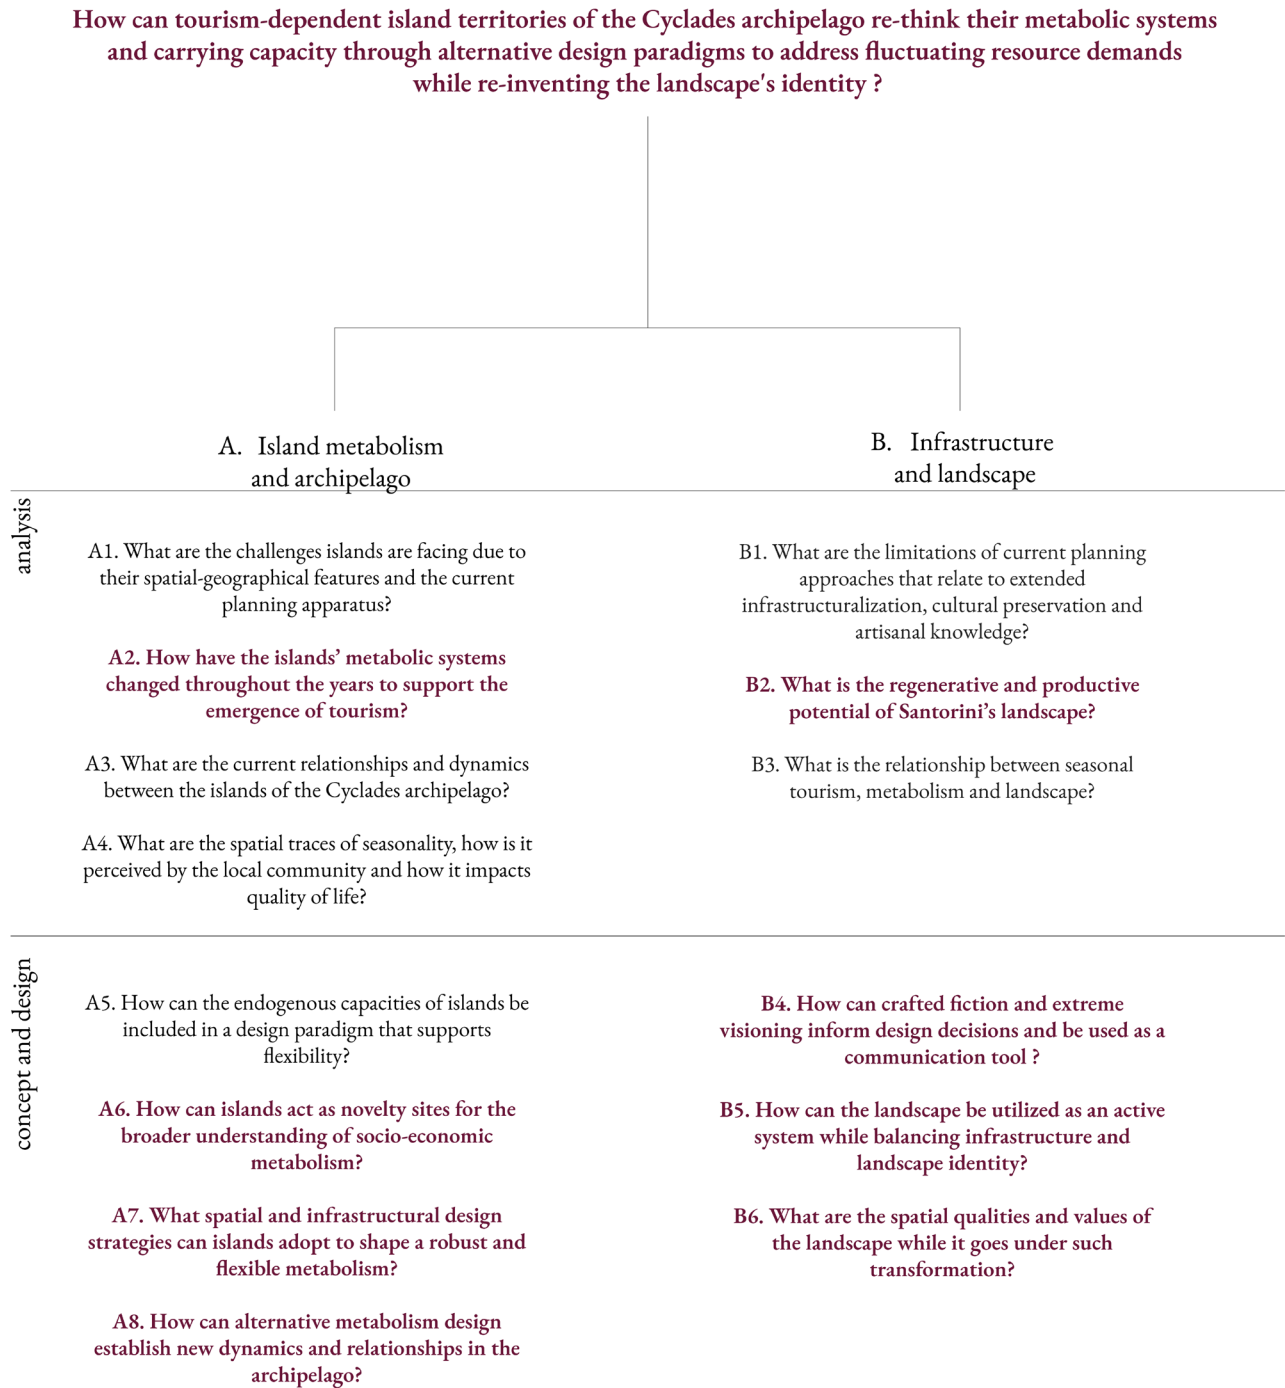 How can tourism-dependent island territories of the Cyclades archipelago re-think their metabolic systems
and carrying capacity through alternative design paradigms to address fluctuating resource demands
while re-inventing the landscape's identity ?
A. Island metabolism
and archipelago
B. Infrastructure
and landscape
analysis
A1. What are the challenges islands are facing due to
their spatial-geographical features and the current
planning apparatus?
A2. How have the islands’ metabolic systems
changed throughout the years to support the
emergence of tourism?
A3. What are the current relationships and dynamics
between the islands of the Cyclades archipelago?
A4. What are the spatial traces of seasonality, how is it
perceived by the local community and how it impacts
quality of life?
B1. What are the limitations of current planning
approaches that relate to extended
infrastructuralization, cultural preservation and
artisanal knowledge?
B2. What is the regenerative and productive
potential of Santorini’s landscape?
B3. What is the relationship between seasonal
tourism, metabolism and landscape?
concept and design
A5. How can the endogenous capacities of islands be
included in a design paradigm that supports
flexibility?
A6. How can islands act as novelty sites for the
broader understanding of socio-economic
metabolism?
A7. What spatial and infrastructural design
strategies can islands adopt to shape a robust and
flexible metabolism?
A8. How can alternative metabolism design
establish new dynamics and relationships in the
archipelago?
B4. How can crafted fiction and extreme
visioning inform design decisions and be used as a
communication tool ?
B5. How can the landscape be utilized as an active
system while balancing infrastructure and
landscape identity?
B6. What are the spatial qualities and values of
the landscape while it goes under such
transformation?